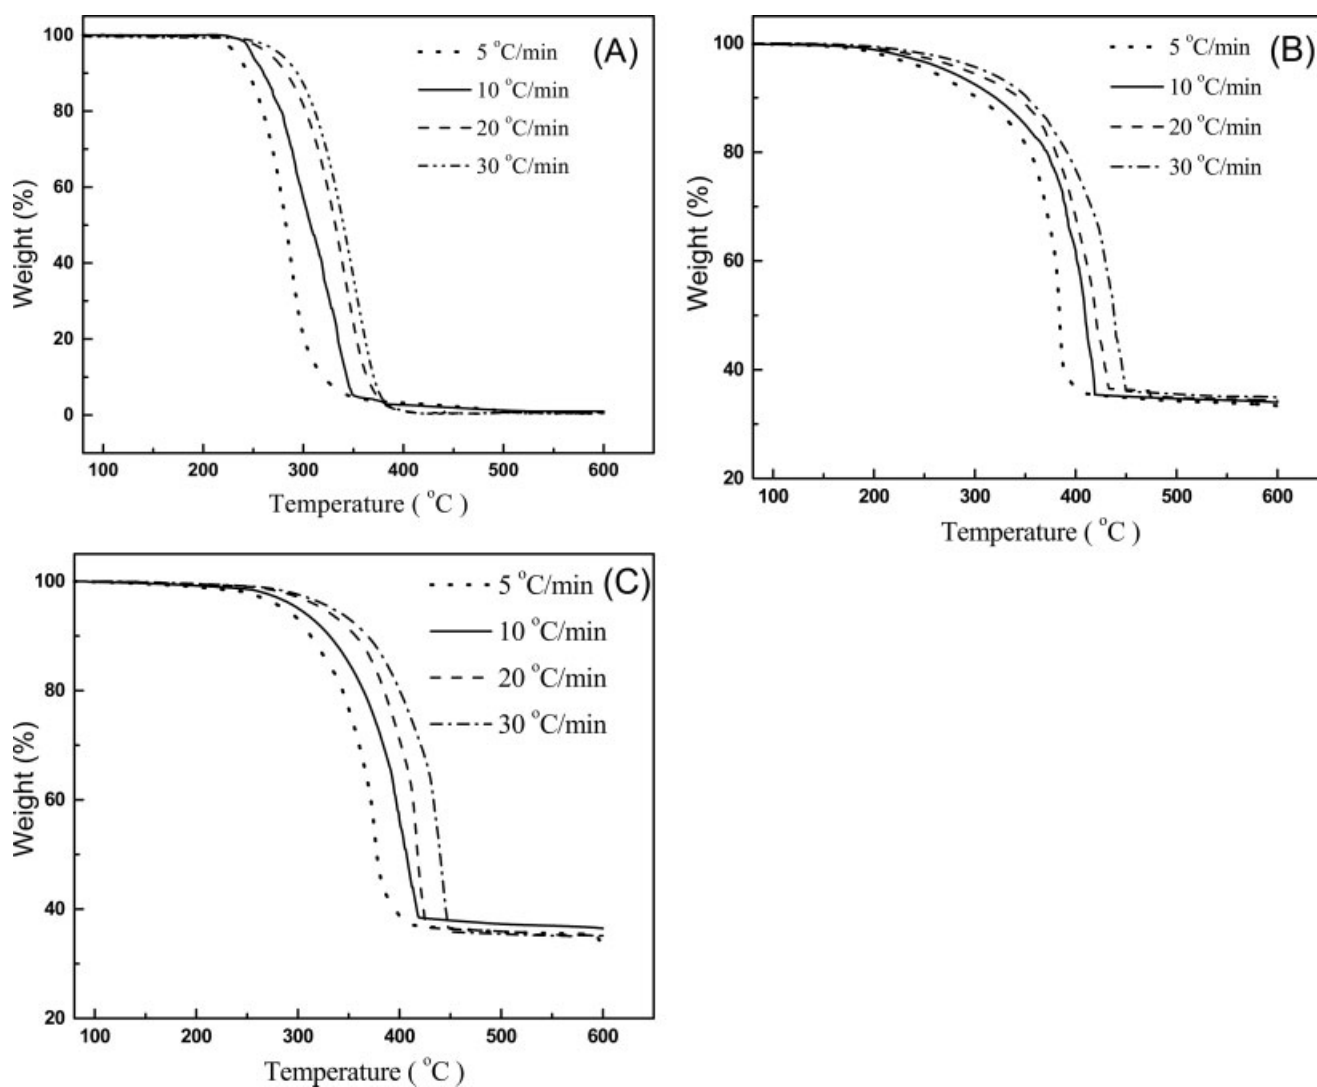 (A)
5 °C/min
10 °C/min
20 °C/min
30 °C/min
100
80
60
40
20
0
Weight (%)
100 200 300 400 500 600
Temperature ( °C )
(B)
5 °C/min
10 °C/min
20 °C/min
30 °C/min
100
80
60
40
20
Weight (%)
100 200 300 400 500 600
Temperature ( °C )
(C)
5 °C/min
10 °C/min
20 °C/min
30 °C/min
100
80
60
40
20
Weight (%)
100 200 300 400 500 600
Temperature ( °C )